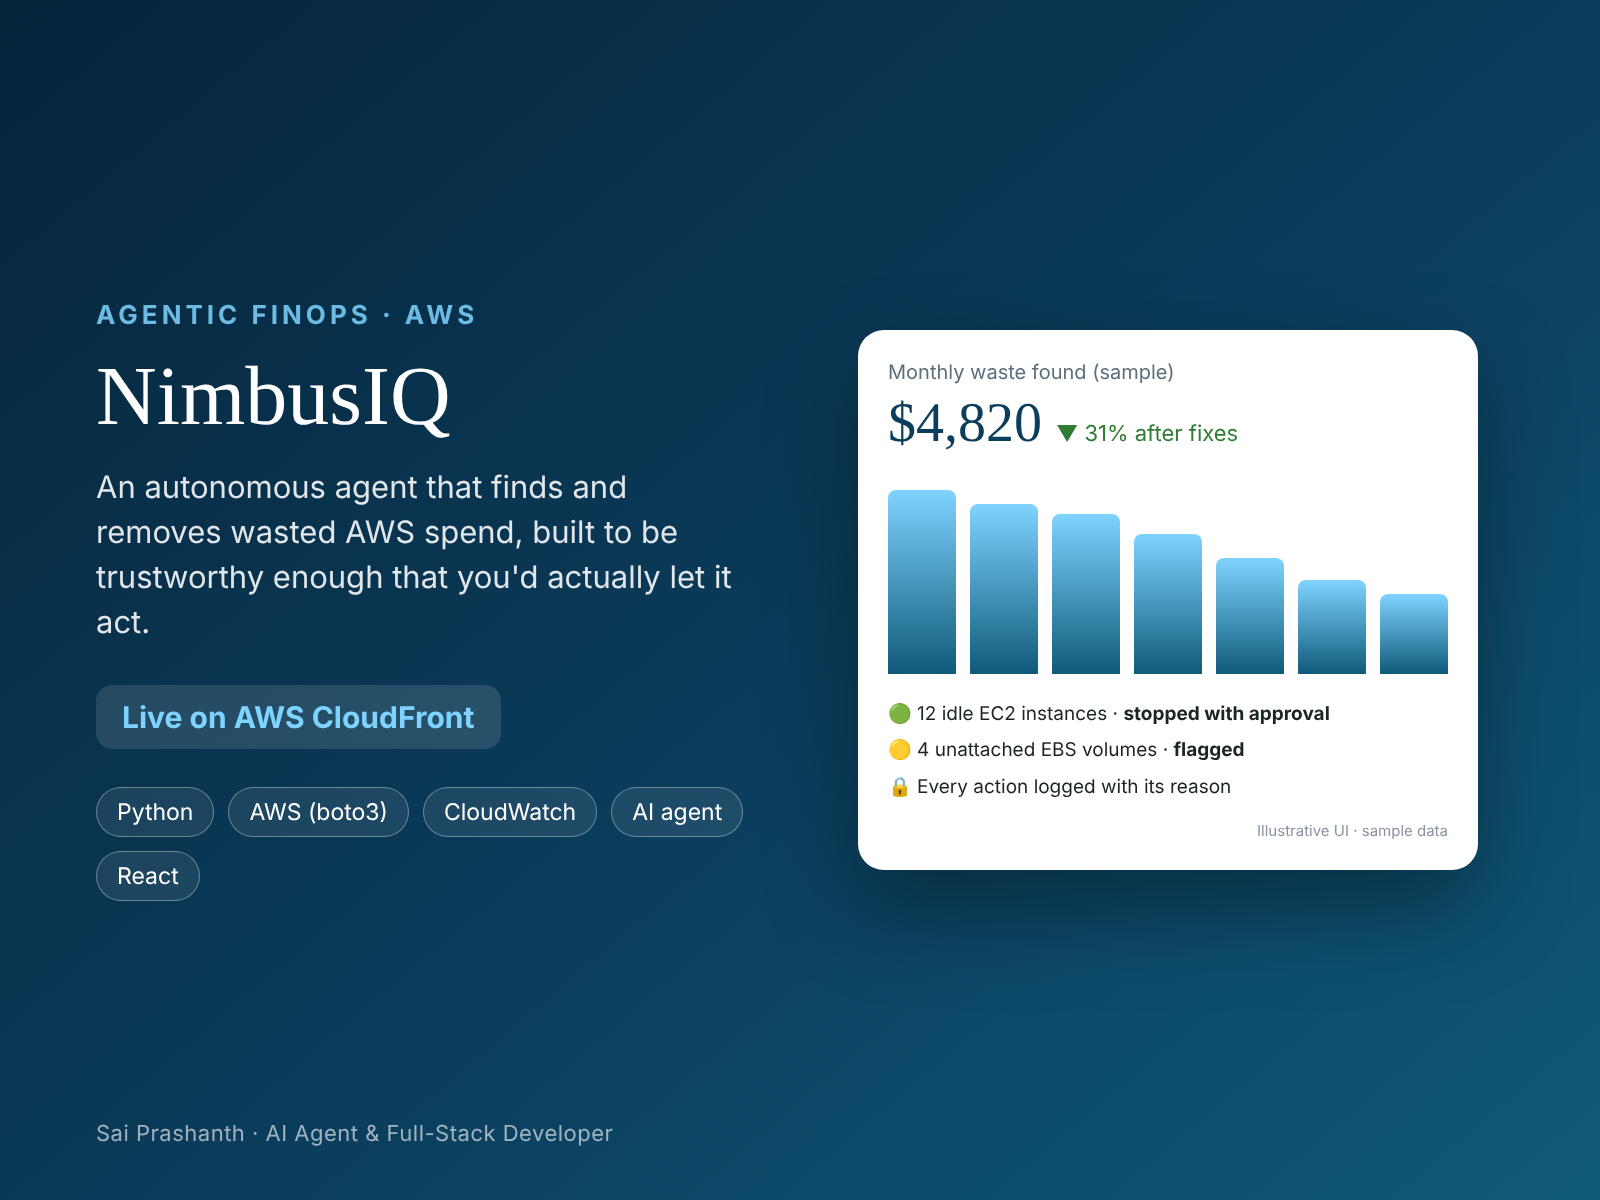 AGENTIC FINOPS · AWS
NimbusIQ
An autonomous agent that finds and
removes wasted AWS spend, built to be
trustworthy enough that you'd actually let it
act.
Live on AWS CloudFront
Python
AWS (boto3)
CloudWatch
AI agent
React
Monthly waste found (sample)
$4,820 ▼ 31% after fixes
🟢 12 idle EC2 instances · stopped with approval
🟡 4 unattached EBS volumes · flagged
🔒 Every action logged with its reason
Illustrative UI · sample data
Sai Prashanth · AI Agent & Full-Stack Developer